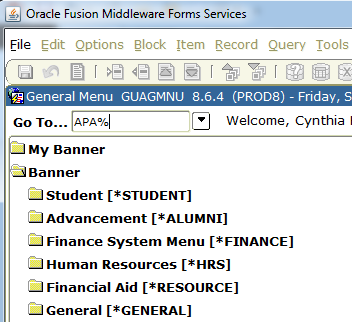 Oracle Fusion Middleware Forms Services
File Edit Options Block Item Record Query Tools
General Menu GUAGMNU 8.6.4 (PROD8) - Friday, S
Go To... APA% Welcome, Cynthia
My Banner
Banner
Student [*STUDENT]
Advancement [*ALUMNI]
Finance System Menu [*FINANCE]
Human Resources [*HRS]
Financial Aid [*RESOURCE]
General [*GENERAL]